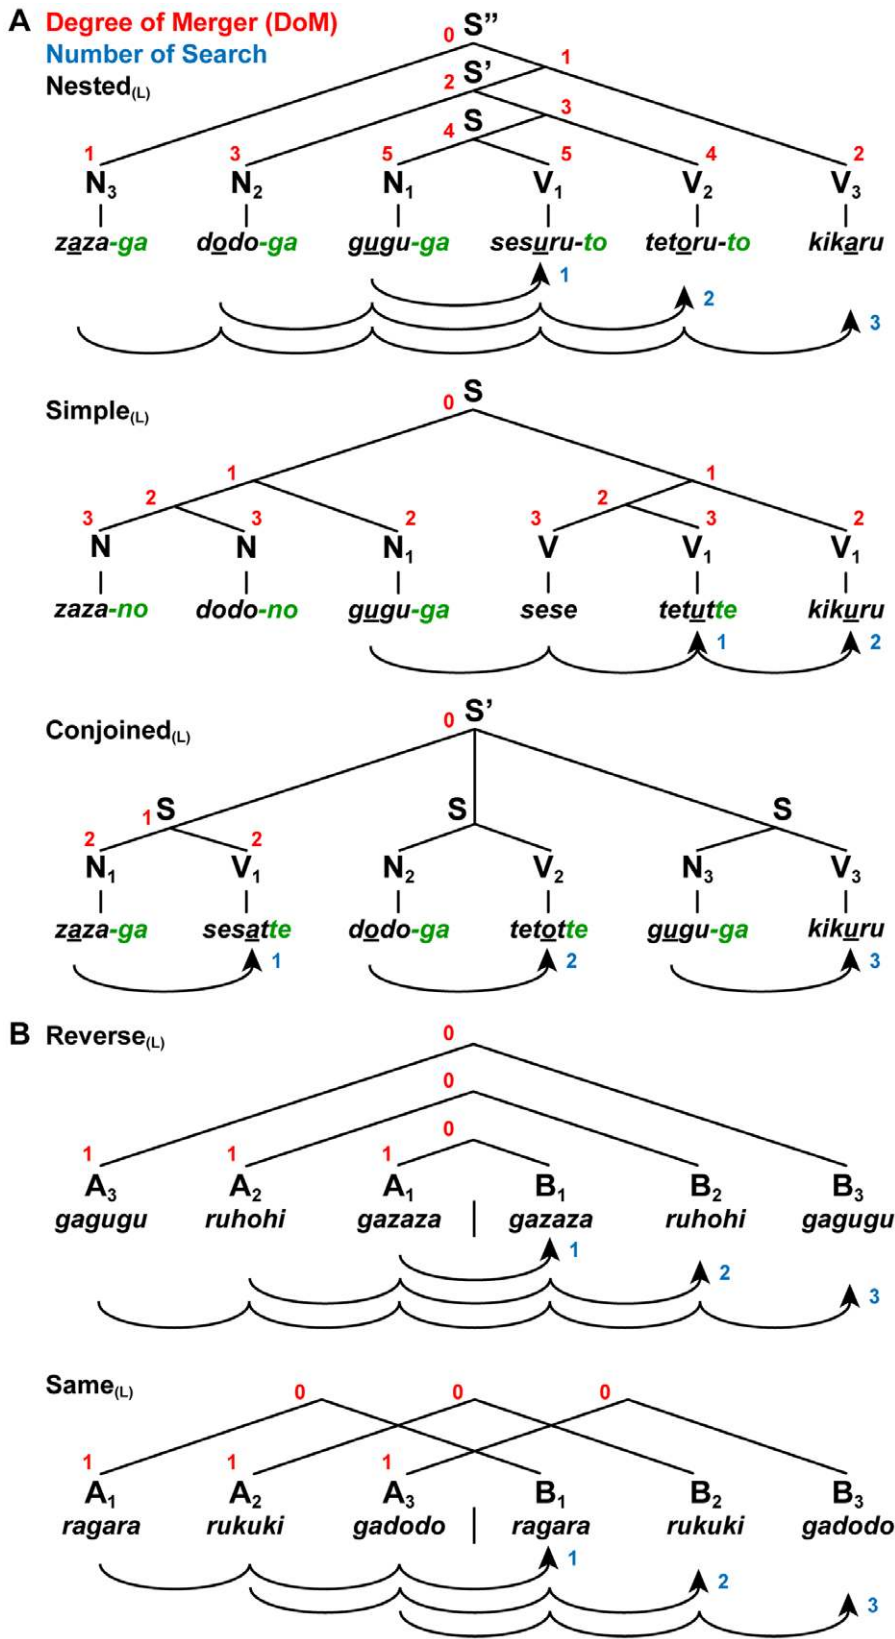 A Degree of Merger (DoM)
Number of Search
Nested(L)
0 S’’
1
2 S’
3
4 S
1 3 5 5 4 2
N3 N2 N1 V1 V2 V3
zaza-ga dodo-ga gugu-ga sesuru-to tetoru-to kikaru
1
2
3
Simple(L)
0 S
1 1
2 2
3 3 2 3 3 2
N N N1 V V1 V1
zaza-no dodo-no gugu-ga sese tetutte kikuru
1 2
Conjoined(L)
0 S’
1 S S S
2 2
N1 V1 N2 V2 N3 V3
zaza-ga sesatte dodo-ga tetotte gugu-ga kikuru
1 2 3
B Reverse(L)
0
0
0
1 1 1
A3 A2 A1 B1 B2 B3
gagugu ruhohi gazaza | gazaza ruhohi gagugu
1
2
3
Same(L)
0 0 0
1 1 1
A1 A2 A3 B1 B2 B3
ragara rukuki gadodo | ragara rukuki gadodo
1
2
3